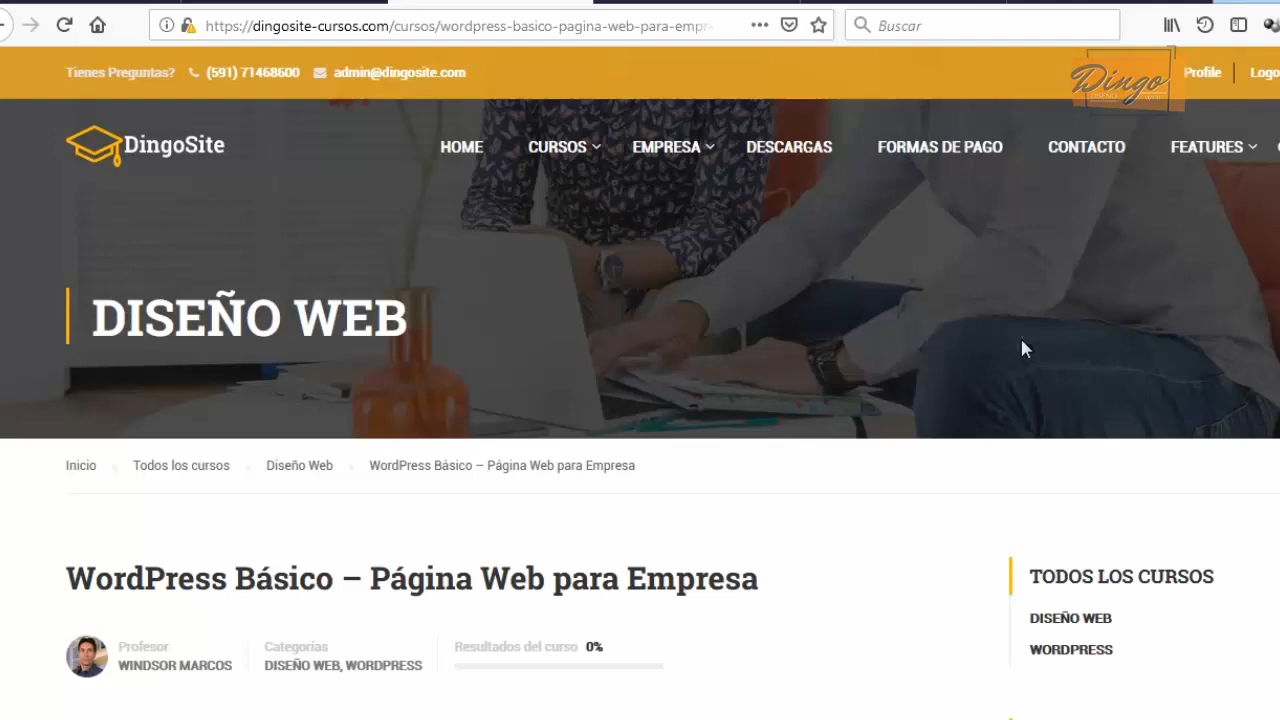 https://dingosite-cursos.com/cursos/wordpress-basico-pagina-web-para-empre
Buscar
Tienes Preguntas? (591) 71468600 admin@dingosite.com
Dingo
Profile
Logo
DingoSite
HOME CURSOS EMPRESA DESCARGAS FORMAS DE PAGO CONTACTO FEATURES
DISEÑO WEB
Inicio Todos los cursos Diseño Web WordPress Básico – Página Web para Empresa
WordPress Básico – Página Web para Empresa
Profesor
WINDSOR MARCOS
Categorías
DISEÑO WEB, WORDPRESS
Resultados del curso 0%
TODOS LOS CURSOS
DISEÑO WEB
WORDPRESS